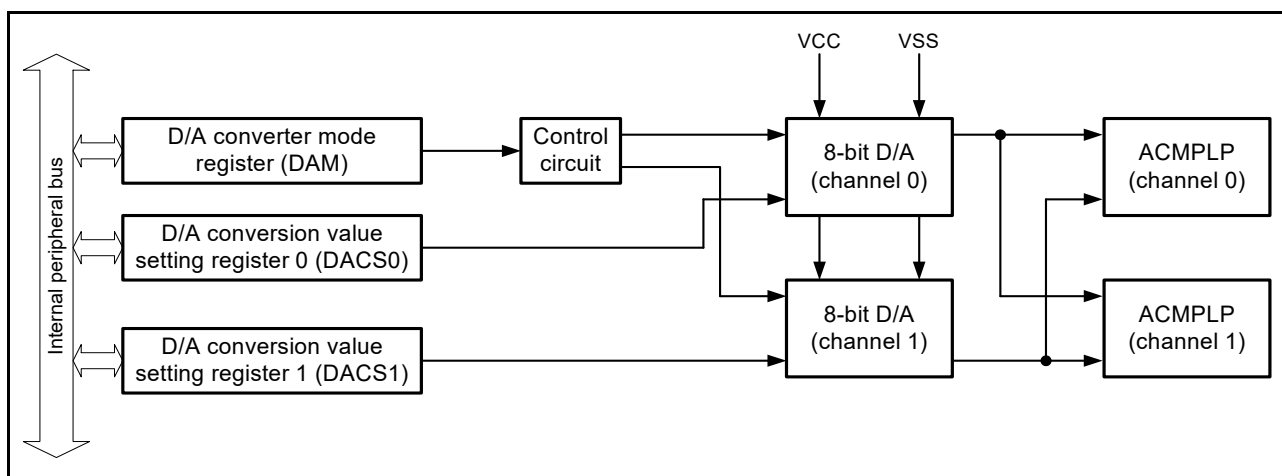 VCC
VSS
Internal peripheral bus
D/A converter mode
register (DAM)
Control
circuit
8-bit D/A
(channel 0)
ACMPLP
(channel 0)
D/A conversion value
setting register 0 (DACS0)
D/A conversion value
setting register 1 (DACS1)
8-bit D/A
(channel 1)
ACMPLP
(channel 1)